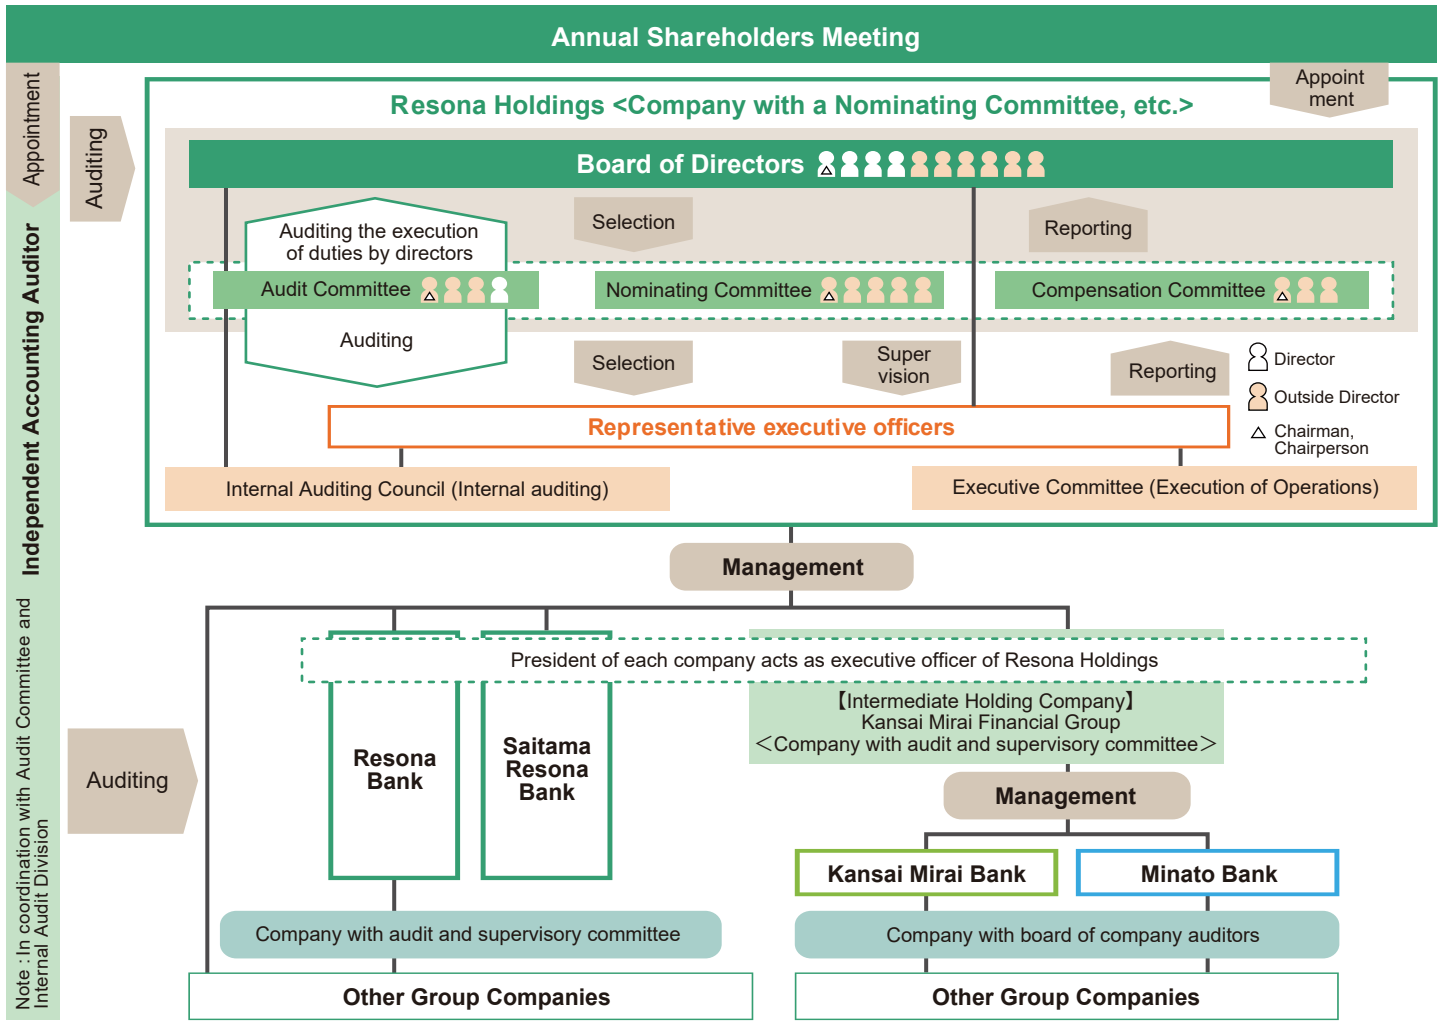 Annual Shareholders Meeting
Appointment
Auditing
Independent Accounting Auditor
Note : In coordination with Audit Committee and
Internal Audit Division
Appoint
ment
Resona Holdings <Company with a Nominating Committee, etc.>
Board of Directors
Auditing the execution
of duties by directors
Selection
Reporting
Audit Committee
Nominating Committee
Compensation Committee
Auditing
Selection
Super
vision
Reporting
Director
Outside Director
Chairman,
Chairperson
Representative executive officers
Internal Auditing Council (Internal auditing)
Executive Committee (Execution of Operations)
Management
President of each company acts as executive officer of Resona Holdings
Auditing
Resona
Bank
Saitama
Resona
Bank
【Intermediate Holding Company】
Kansai Mirai Financial Group
＜Company with audit and supervisory committee＞
Management
Kansai Mirai Bank
Minato Bank
Company with audit and supervisory committee
Company with board of company auditors
Other Group Companies
Other Group Companies